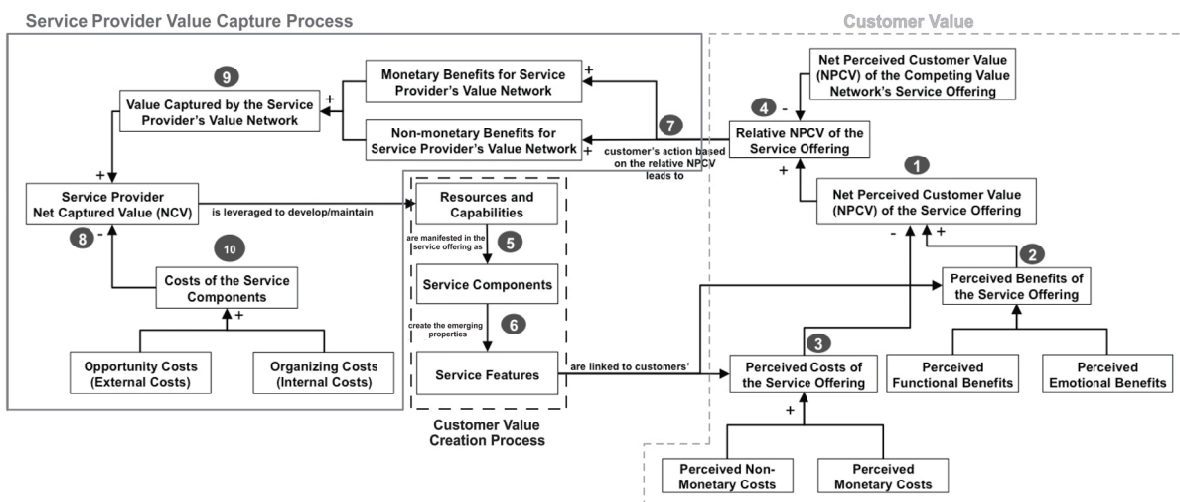 Service Provider Value Capture Process
Customer Value
9
Monetary Benefits for Service
Provider's Value Network
+
Net Perceived Customer Value
(NPCV) of the Competing Value
Network's Service Offering
Value Captured by the Service
Provider's Value Network
+
4
-
Non-monetary Benefits for
Service Provider's Value Network
+
7
customer's action based
on the relative NPCV
leads to
Relative NPCV of the
Service Offering
+
1
+
Service Provider
Net Captured Value (NCV)
is leveraged to develop/maintain
Resources and
Capabilities
Net Perceived Customer Value
(NPCV) of the Service Offering
8
-
10
are manifested in the
service offering as
5
-
+
2
Costs of the Service
Components
Service Components
Perceived Benefits of
the Service Offering
+
create the emerging
properties
6
3
Opportunity Costs
(External Costs)
Organizing Costs
(Internal Costs)
Service Features
are linked to customers'
Perceived Costs of
the Service Offering
Perceived
Functional Benefits
Perceived
Emotional Benefits
+
Customer Value
Creation Process
Perceived Non-
Monetary Costs
Perceived
Monetary Costs